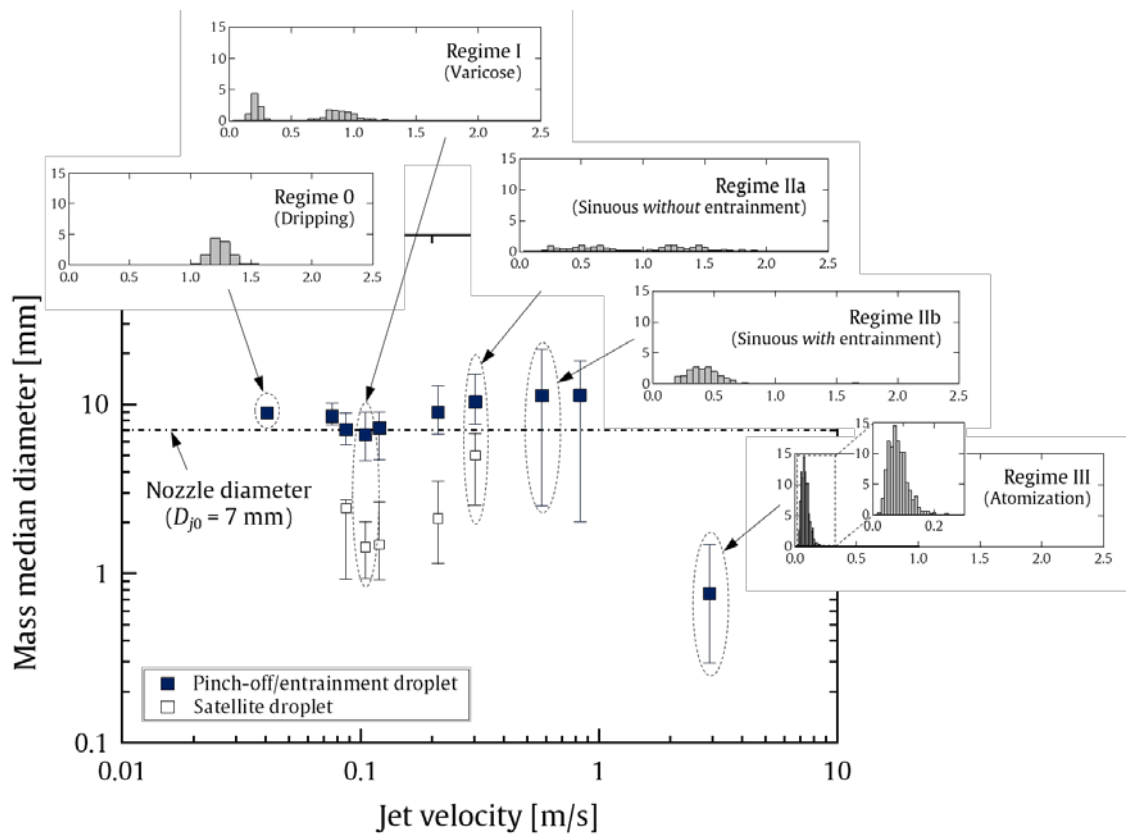 15
10
5
0
0.0 0.5 1.0 1.5 2.0 2.5
Regime I
(Varicose)
15
10
5
0
0.0 0.5 1.0 1.5 2.0 2.5
Regime 0
(Dripping)
15
10
5
0
0.0 0.5 1.0 1.5 2.0 2.5
Regime IIa
(Sinuous without entrainment)
15
10
5
0
0.0 0.5 1.0 1.5 2.0 2.5
Regime IIb
(Sinuous with entrainment)
15
10
5
0
0.0 0.5 1.0 1.5 2.0 2.5
15
10
5
0
0.0 0.2
Regime III
(Atomization)
Mass median diameter [mm]
10
1
0.1
Nozzle diameter
(Dj0 = 7 mm)
Pinch-off/entrainment droplet
Satellite droplet
0.01 0.1 1 10
Jet velocity [m/s]